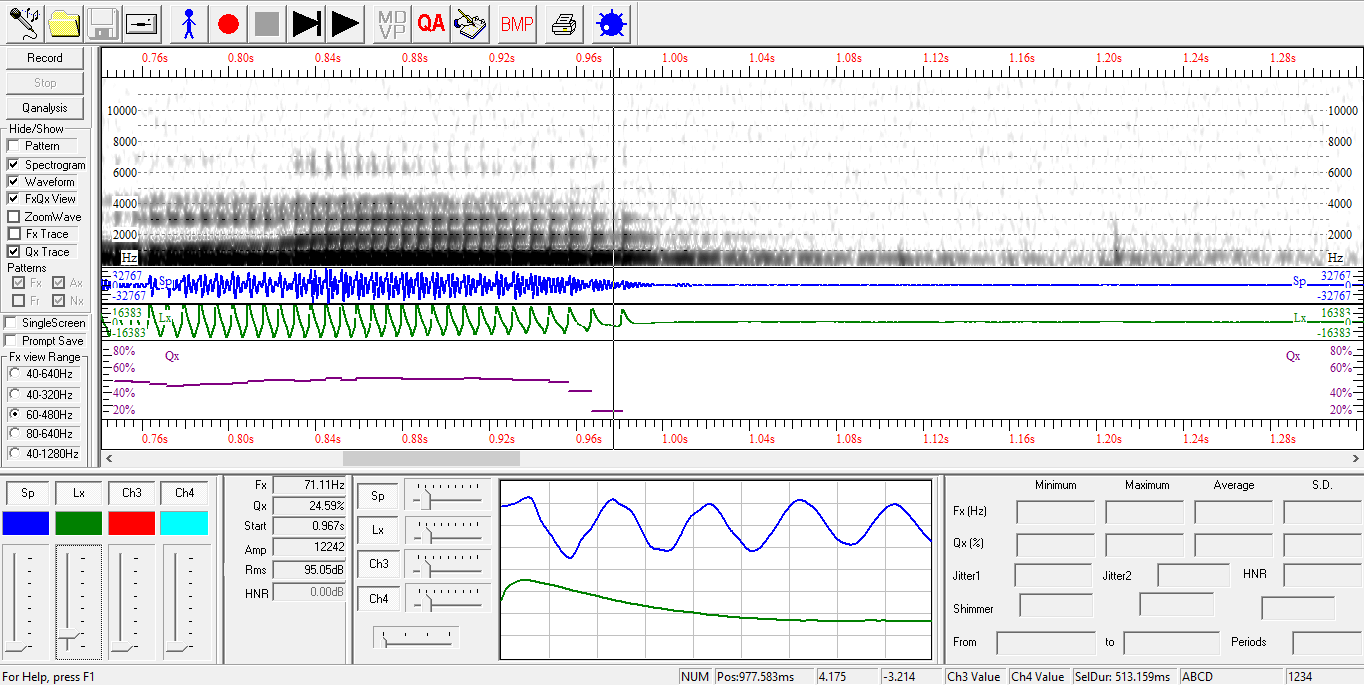 MD
VP
QA
BMP
Record
Stop
Qanalysis
Hide/Show
Pattern
Spectrogram
Waveform
FxQx View
ZoomWave
Fx Trace
Qx Trace
Patterns
Fx Ax
Fr Nx
SingleScreen
Prompt Save
Fx view Range
40-640Hz
40-320Hz
60-480Hz
80-640Hz
40-1280Hz
0.76s 0.80s 0.84s 0.88s 0.92s 0.96s 1.00s 1.04s 1.08s 1.12s 1.16s 1.20s 1.24s 1.28s
10000 10000
8000 8000
6000 6000
4000 4000
2000 2000
Hz Hz
32767 Sp Sp 32767
0 0
-32767 -32767
16383 Lx Lx 16383
0 0
-16383 -16383
80% Qx Qx 80%
60% 60%
40% 40%
20% 20%
0.76s 0.80s 0.84s 0.88s 0.92s 0.96s 1.00s 1.04s 1.08s 1.12s 1.16s 1.20s 1.24s 1.28s
Sp Lx Ch3 Ch4
Fx 71.11Hz
Qx 24.59%
Start 0.967s
Amp 12242
Rms 95.05dB
HNR 0.00dB
Sp
Lx
Ch3
Ch4
Minimum Maximum Average S.D.
Fx (Hz)
Qx (%)
Jitter1 Jitter2 HNR
Shimmer
From to Periods
For Help, press F1 NUM Pos:977.583ms 4.175 -3.214 Ch3 Value Ch4 Value SelDur: 513.159ms ABCD 1234